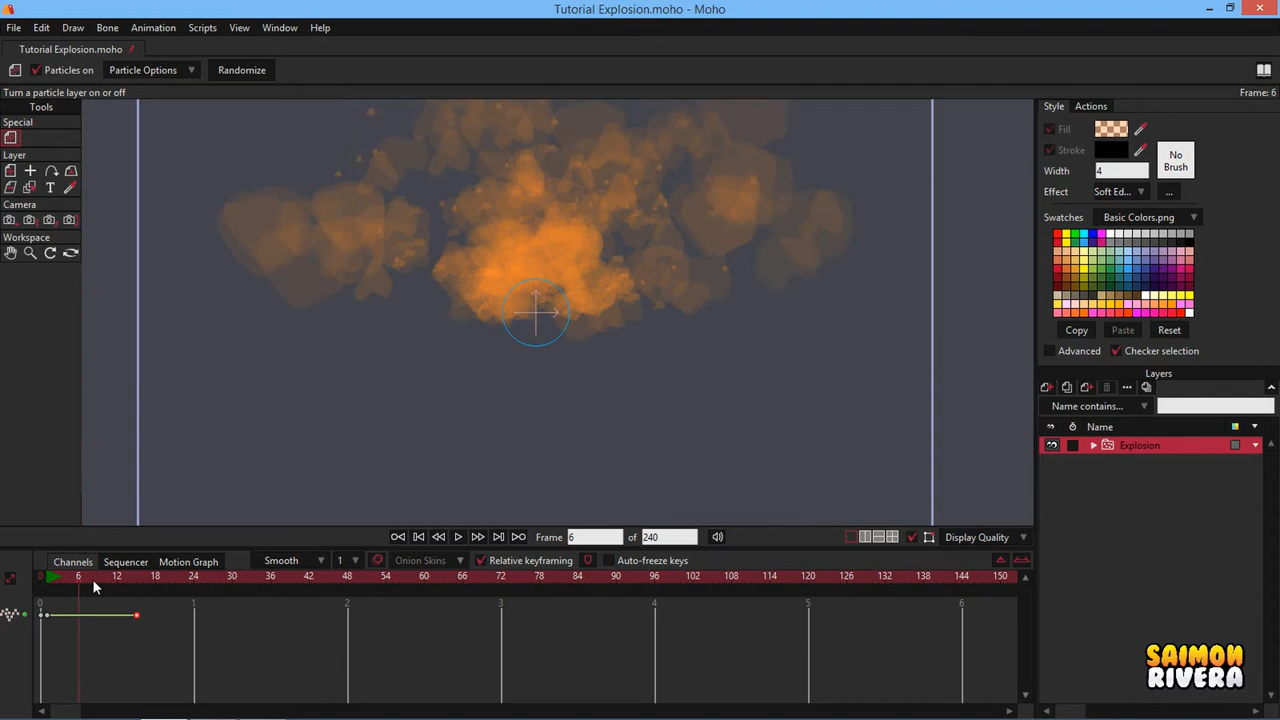 Tutorial Explosion.moho - Moho
File Edit Draw Bone Animation Scripts View Window Help
Tutorial Explosion.moho
Particles on Particle Options Randomize
Turn a particle layer on or off Frame: 6
Tools
Special
Layer
T
Camera
Workspace
Style Actions
Fill
Stroke
No
Brush
Width 4
Effect Soft Ed... ...
Swatches Basic Colors.png
Copy Paste Reset
Advanced Checker selection
Layers
Name contains...
Name
Explosion
Frame 6 of 240 Display Quality
Channels Sequencer Motion Graph Smooth 1 Onion Skins Relative keyframing Auto-freeze keys
0 6 12 18 24 30 36 42 48 54 60 66 72 78 84 90 96 102 108 114 120 126 132 138 144 150
0 1 2 3 4 5 6
SAIMON
RIVERA